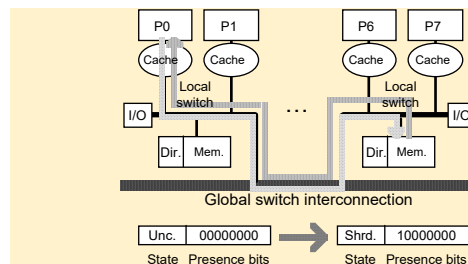 P0 P1 P6 P7
Cache Cache Cache Cache
Local switch Local switch
I/O ... I/O
Dir. Mem. Dir. Mem.
Global switch interconnection
Unc. 00000000 Shrd. 10000000
State Presence bits State Presence bits